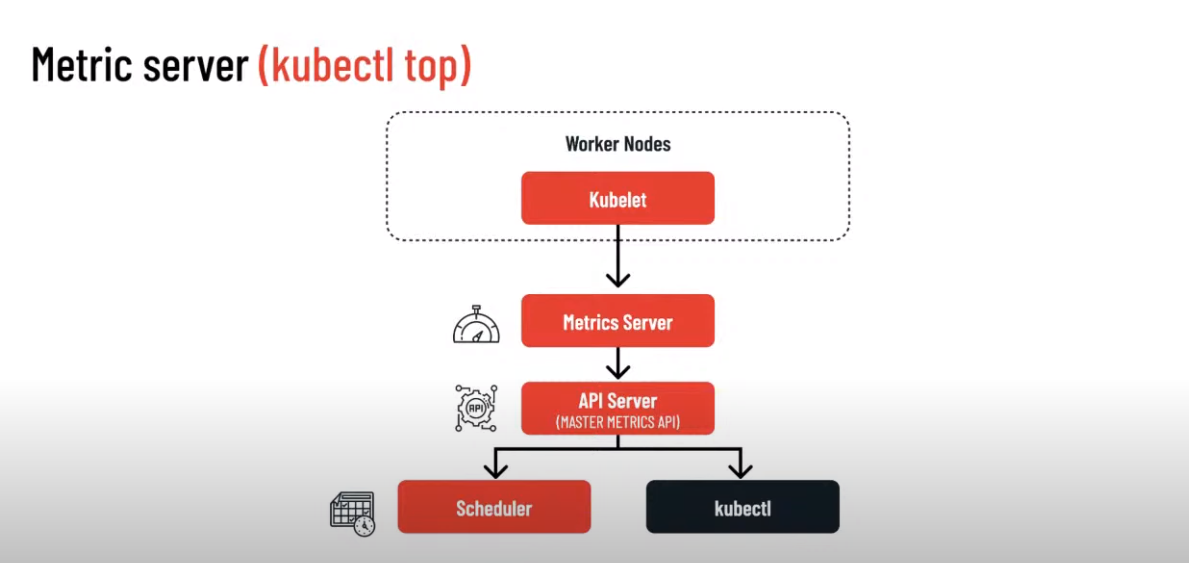 Metric server (kubectl top)
Worker Nodes
Kubelet
Metrics Server
API Server
(MASTER METRICS API)
API
Scheduler
kubectl